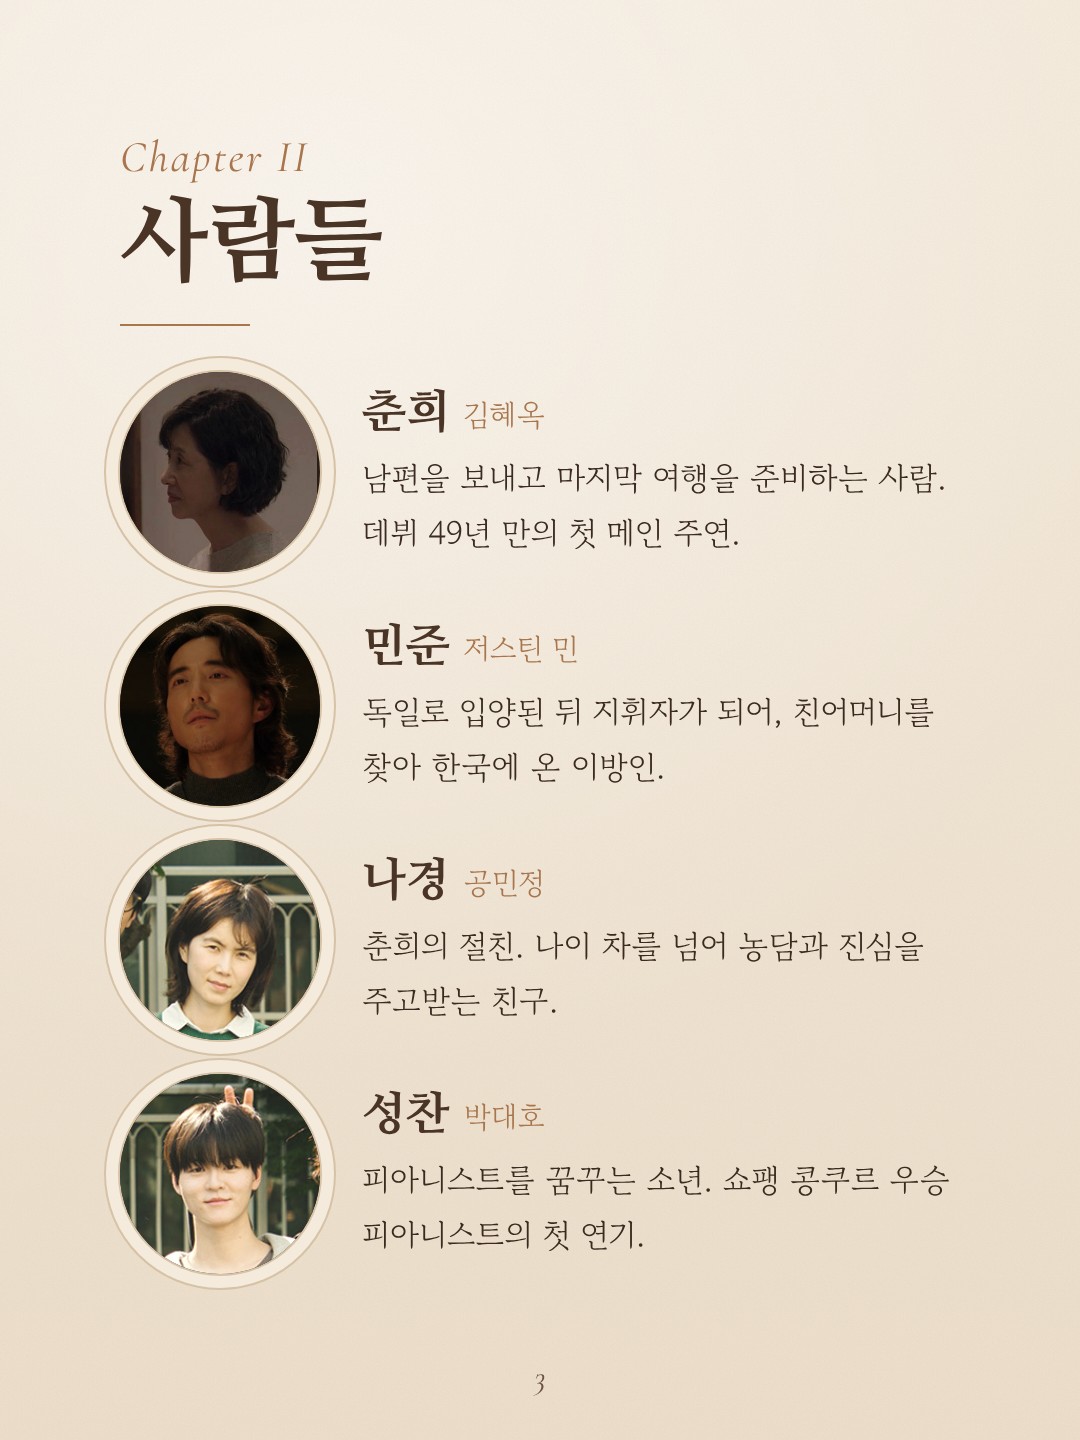 Chapter II
사람들
춘희 김혜옥
남편을 보내고 마지막 여행을 준비하는 사람.
데뷔 49년 만의 첫 메인 주연.
민준 저스틴 민
독일로 입양된 뒤 지휘자가 되어, 친어머니를
찾아 한국에 온 이방인.
나경 공민정
춘희의 절친. 나이 차를 넘어 농담과 진심을
주고받는 친구.
성찬 박대호
피아니스트를 꿈꾸는 소년. 쇼팽 콩쿠르 우승
피아니스트의 첫 연기.
3